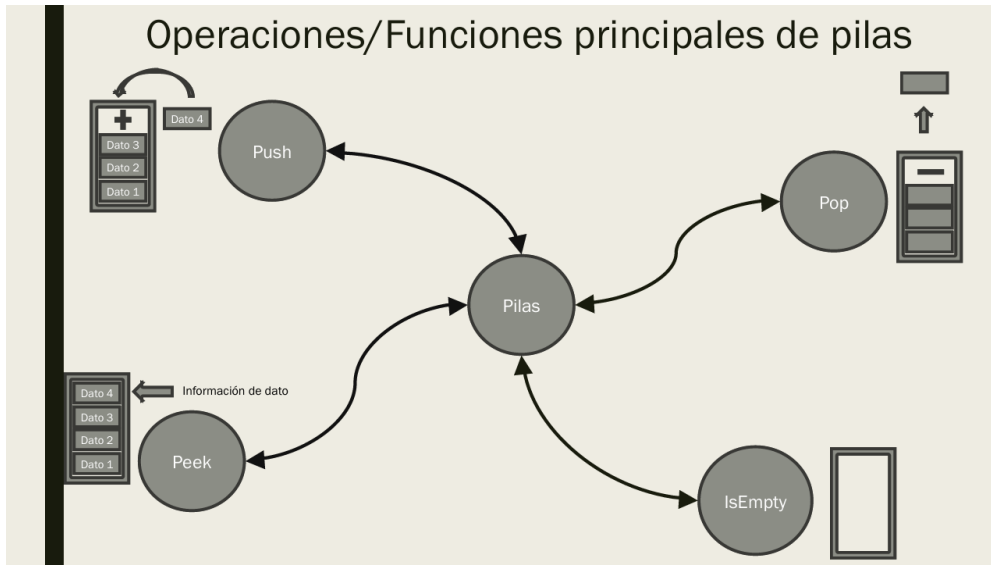 Operaciones/Funciones principales de pilas
Dato 4
Dato 3
Dato 2
Dato 1
Push
Pop
Pilas
Dato 4
Información de dato
Dato 3
Dato 2
Dato 1
Peek
IsEmpty